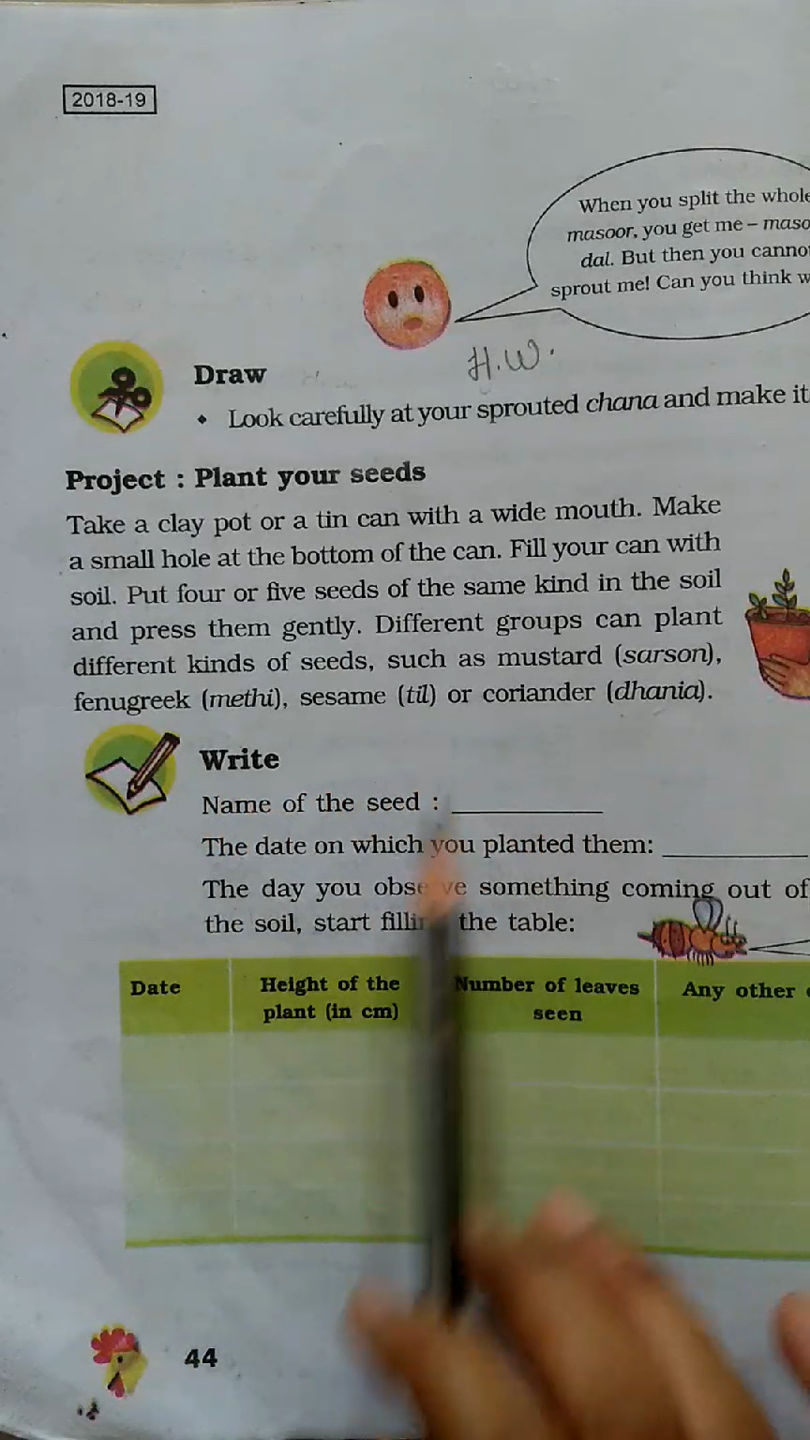 2018-19
When you split the whole
masoor, you get me –
dal. But then you
sprout me! Can you think
H.W.
Draw
• Look carefully at your sprouted chana and make it
Project : Plant your seeds
Take a clay pot or a tin can with a wide mouth. Make
a small hole at the bottom of the can. Fill your can with
soil. Put four or five seeds of the same kind in the soil
and press them gently. Different groups can plant
different kinds of seeds, such as mustard (sarson),
fenugreek (methi), sesame (til) or coriander (dhania).
Write
Name of the seed :
The date on which you planted them:
The day you observe something coming out of
the soil, start filling the table:
Date
Height of the
plant (in cm)
Number of leaves
seen
Any other
44